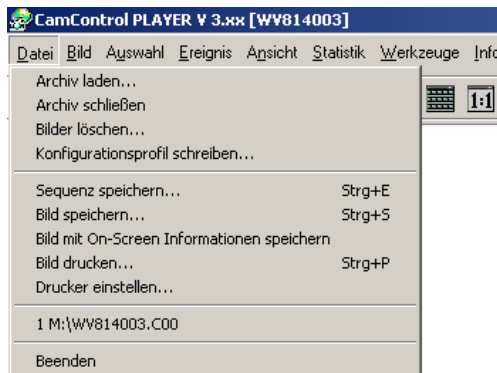 CamControl PLAYER V 3.xx [WV814003]
Datei Bild Auswahl Ereignis Ansicht Statistik Werkzeuge
Archiv laden...
Archiv schließen
Bilder löschen...
Konfigurationsprofil schreiben...
1:1
Sequenz speichern... Strg+E
Bild speichern... Strg+S
Bild mit On-Screen Informationen speichern
Bild drucken... Strg+P
Drucker einstellen...
1 M:\WV814003.C00
Beenden